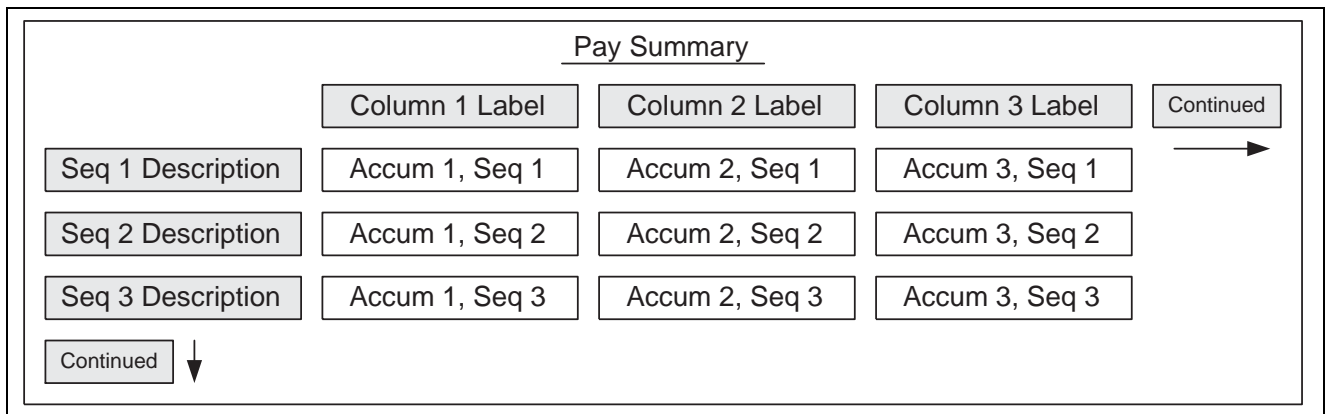 Pay Summary
Column 1 Label Column 2 Label Column 3 Label Continued
Seq 1 Description Accum 1, Seq 1 Accum 2, Seq 1 Accum 3, Seq 1
Seq 2 Description Accum 1, Seq 2 Accum 2, Seq 2 Accum 3, Seq 2
Seq 3 Description Accum 1, Seq 3 Accum 2, Seq 3 Accum 3, Seq 3
Continued